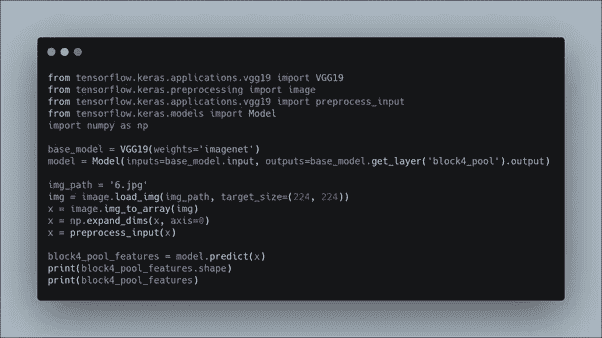 from tensorflow.keras.applications.vgg19 import VGG19
from tensorflow.keras.preprocessing import image
from tensorflow.keras.applications.vgg19 import preprocess_input
from tensorflow.keras.models import Model
import numpy as np
base_model = VGG19(weights='imagenet')
model = Model(inputs=base_model.input, outputs=base_model.get_layer('block4_pool').output)
img_path = '6.jpg'
img = image.load_img(img_path, target_size=(224, 224))
x = image.img_to_array(img)
x = np.expand_dims(x, axis=0)
x = preprocess_input(x)
block4_pool_features = model.predict(x)
print(block4_pool_features.shape)
print(block4_pool_features)